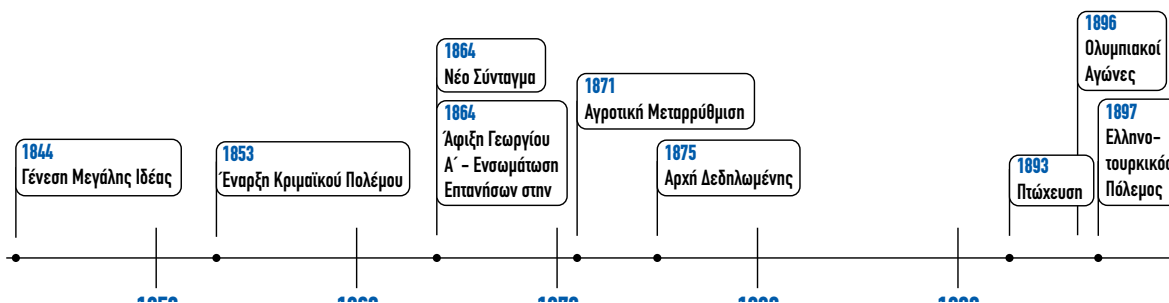 1844
Γένεση Μεγάλης Ιδέας
1853
Έναρξη Κριμαϊκού Πολέμου
1864
Νέο Σύνταγμα
1864
Άφιξη Γεωργίου
Α΄ – Ενσωμάτωση
Επτανήσων στην
1871
Αγροτική Μεταρρύθμιση
1875
Αρχή Δεδηλωμένης
1893
Πτώχευση
1896
Ολυμπιακοί
Αγώνες
1897
Ελληνο-
τουρκικός
Πόλεμος